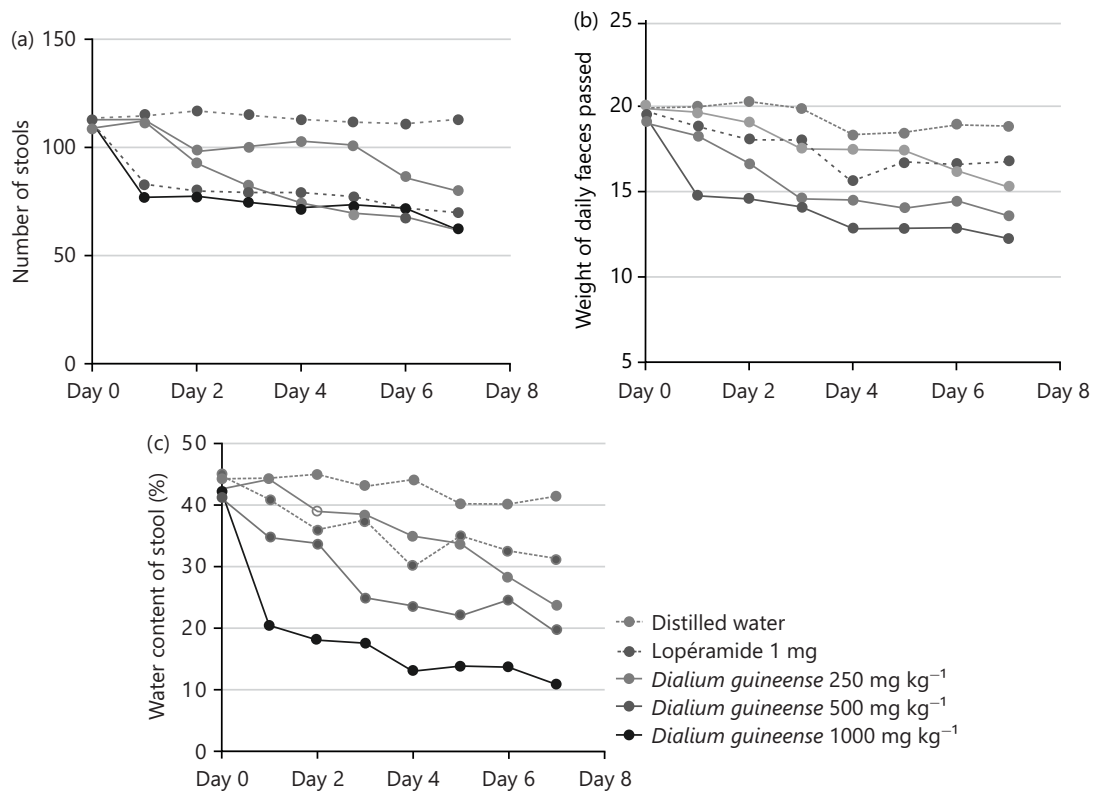 (a)
150
100
50
0
Number of stools
Day 0
Day 2
Day 4
Day 6
Day 8
(b)
25
20
15
10
5
Weight of daily faeces passed
Day 0
Day 2
Day 4
Day 6
Day 8
(c)
50
40
30
20
10
0
Water content of stool (%)
Day 0
Day 2
Day 4
Day 6
Day 8
Distilled water
Lopéramide 1 mg
Dialium guineense 250 mg kg⁻¹
Dialium guineense 500 mg kg⁻¹
Dialium guineense 1000 mg kg⁻¹